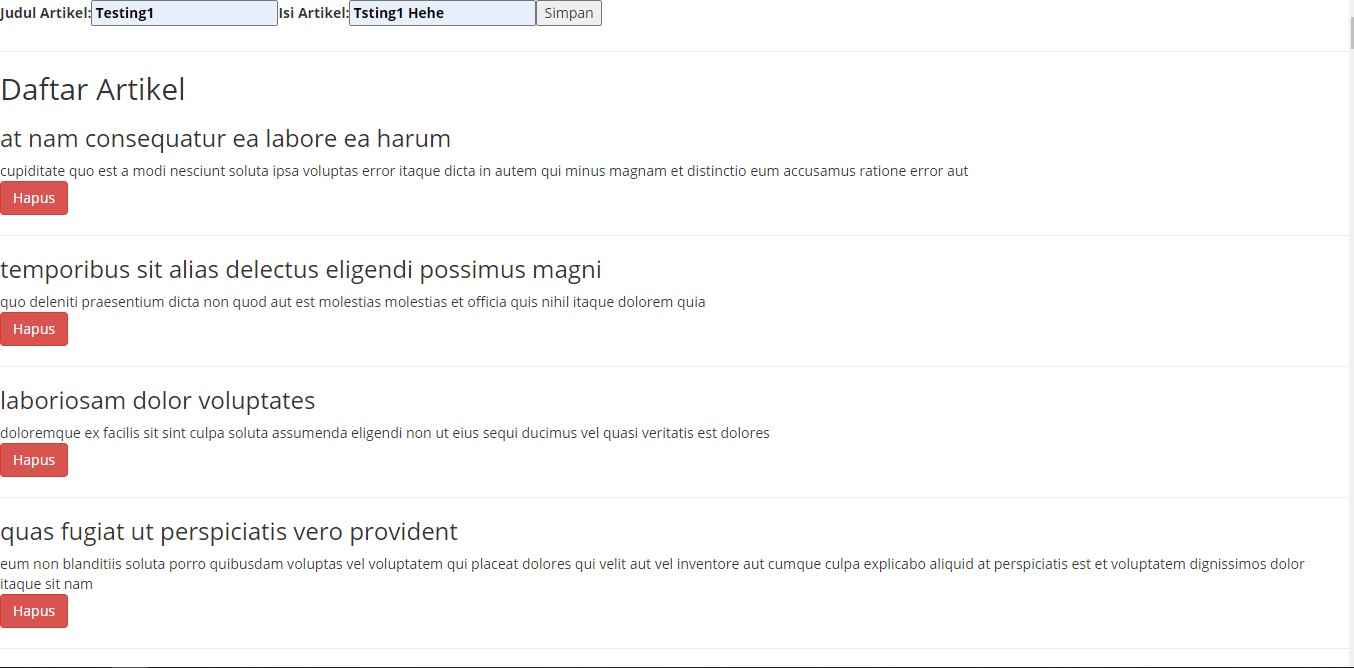 Judul Artikel: Testing1 Isi Artikel: Tsting1 Hehe Simpan
Daftar Artikel
at nam consequatur ea labore ea harum
cupiditate quo est a modi nesciunt soluta ipsa voluptas error itaque dicta in autem qui minus magnam et distinctio eum accusamus ratione error aut
Hapus
temporibus sit alias delectus eligendi possimus magni
quo deleniti praesentium dicta non quod aut est molestias molestias et officia quis nihil itaque dolorem quia
Hapus
laboriosam dolor voluptates
doloremque ex facilis sit sint culpa soluta assumenda eligendi non ut eius sequi ducimus vel quasi veritatis est dolores
Hapus
quas fugiat ut perspiciatis vero provident
eum non blanditiis soluta porro quibusdam voluptas vel voluptatem qui placeat dolores qui velit aut vel inventore aut cumque culpa explicabo aliquid at perspiciatis est et voluptatem dignissimos dolor
itaque sit nam
Hapus